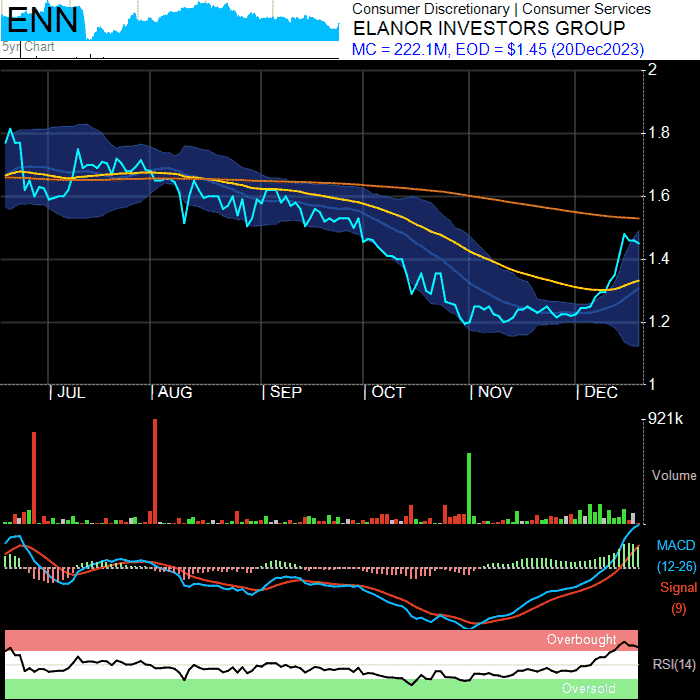 ENN
5yr Chart
Consumer Discretionary | Consumer Services
ELANOR INVESTORS GROUP
MC = 222.1M, EOD = $1.45 (20Dec2023)
2
1.8
1.6
1.4
1.2
1
| JUL | AUG | SEP | OCT | NOV | DEC
921k
Volume
MACD
(12-26)
Signal
(9)
Overbought
RSI(14)
Oversold